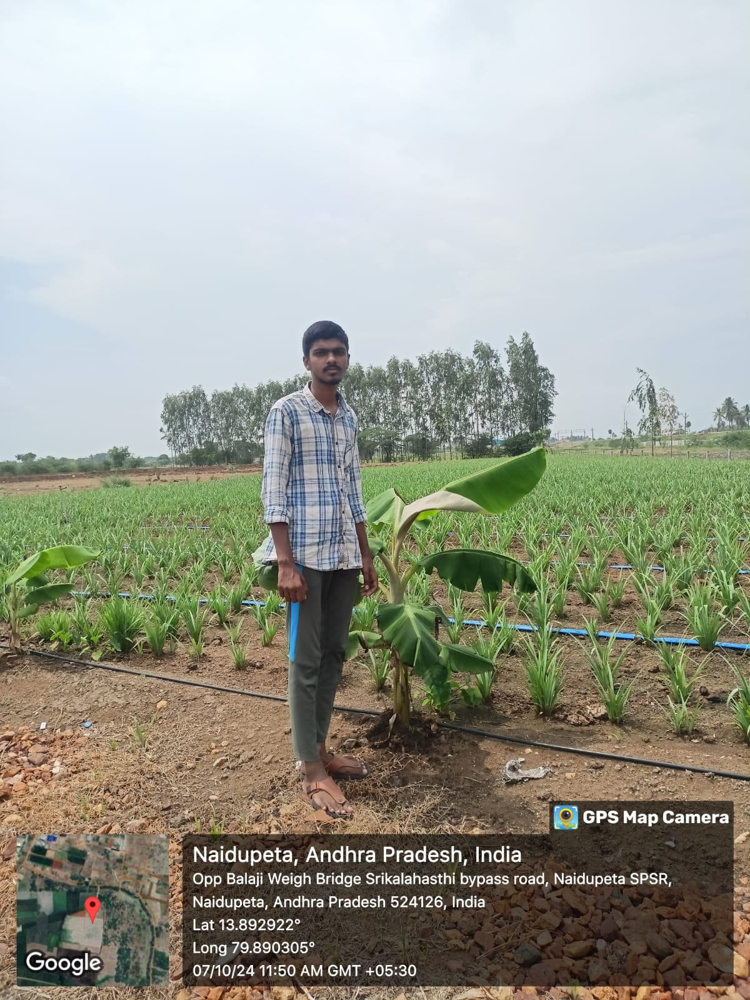 GPS Map Camera
Naidupeta, Andhra Pradesh, India
Opp Balaji Weigh Bridge Srikalahasthi bypass road, Naidupeta SPSR,
Naidupeta, Andhra Pradesh 524126, India
Lat 13.892922°
Long 79.890305°
07/10/24 11:50 AM GMT +05:30
Google